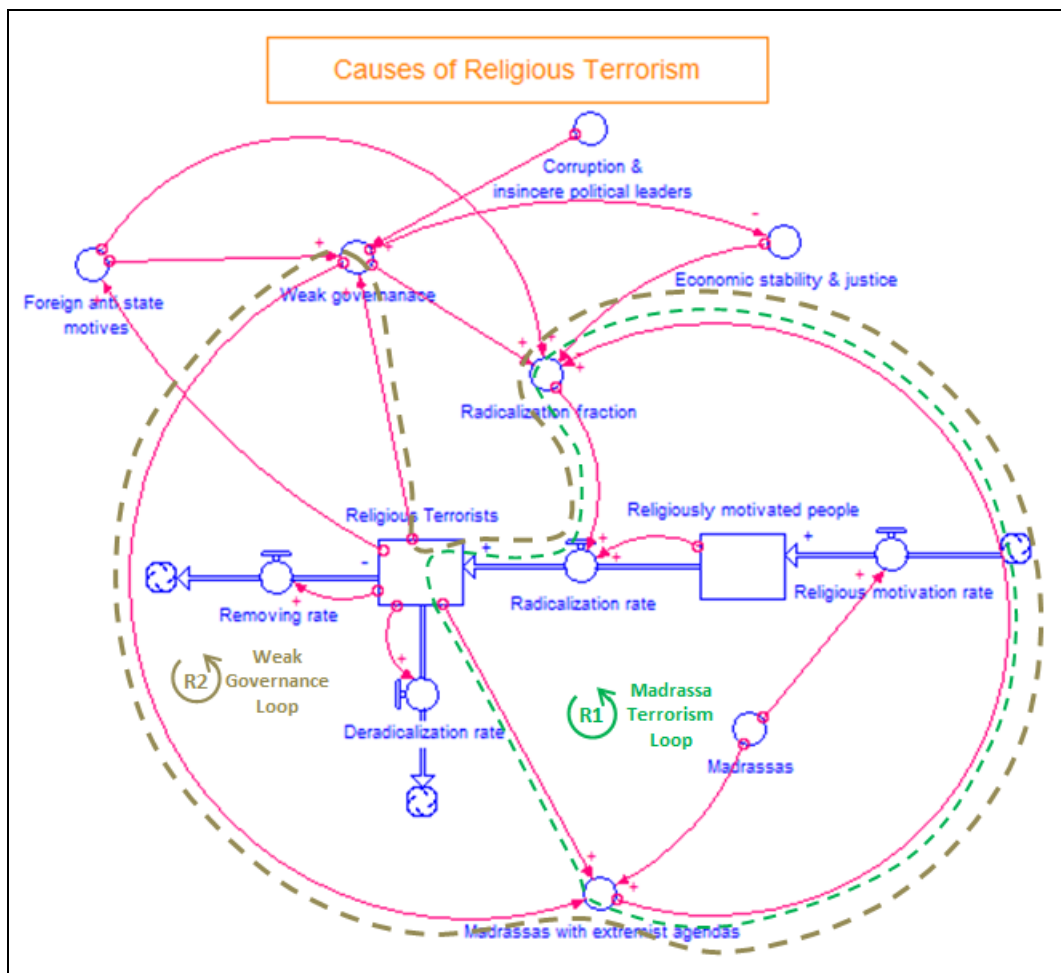 Causes of Religious Terrorism
Corruption &
insincere political leaders
-
+
+
Weak governanace
+
Foreign anti state
motives
+
Economic stability & justice
+
+
-
+
Radicalization fraction
Religious Terrorists
Religiously motivated people
+
+
+
+
-
Removing rate
+
Radicalization rate
Religious motivation rate
+
R2
Weak
Governance
Loop
+
Deradicalization rate
R1
Madrassa
Terrorism
Loop
Madrassas
+
+
+
Madrassas with extremist agendas